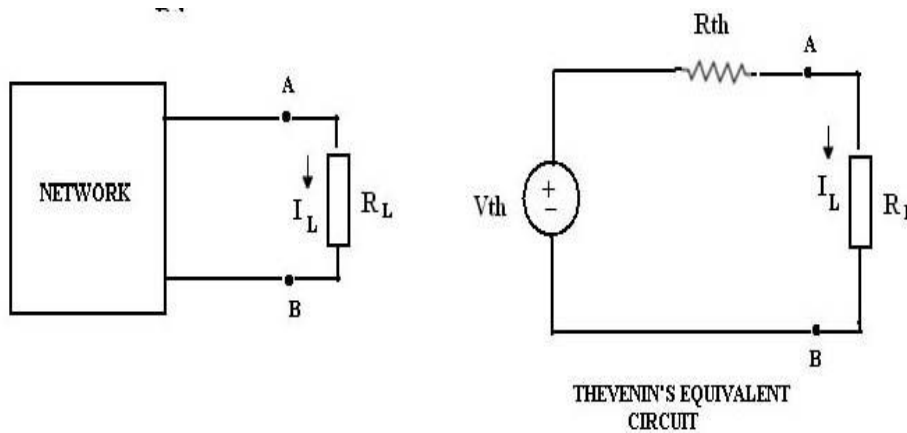 A
NETWORK
I L
R L
B
Rth
A
Vth
+
−
I L
R
B
THEVENIN'S EQUIVALENT
CIRCUIT